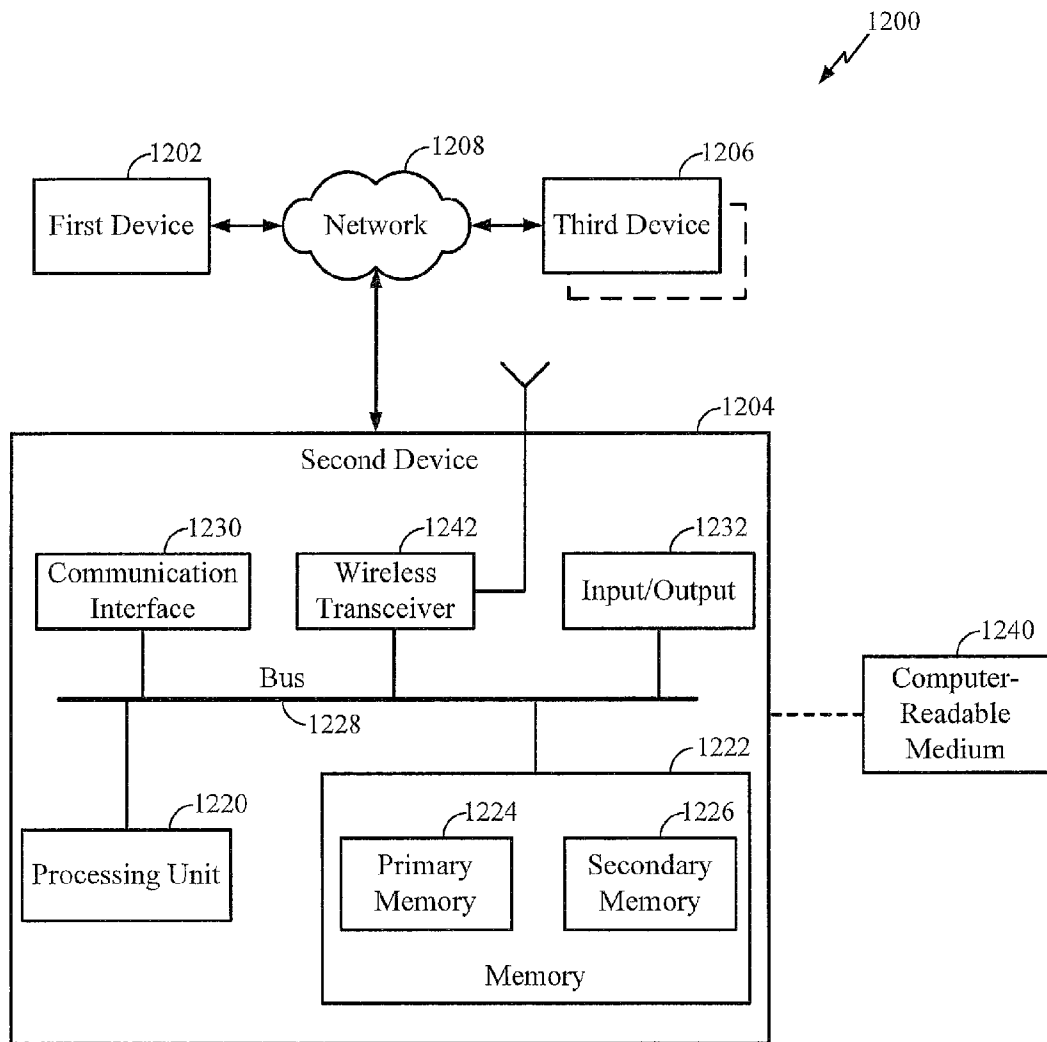 1200
1202
1208
1206
First Device
Network
Third Device
1204
Second Device
1230
1242
1232
Communication
Interface
Wireless
Transceiver
Input/Output
1240
Computer-
Readable
Medium
Bus
1228
1222
1220
1224
1226
Processing Unit
Primary
Memory
Secondary
Memory
Memory